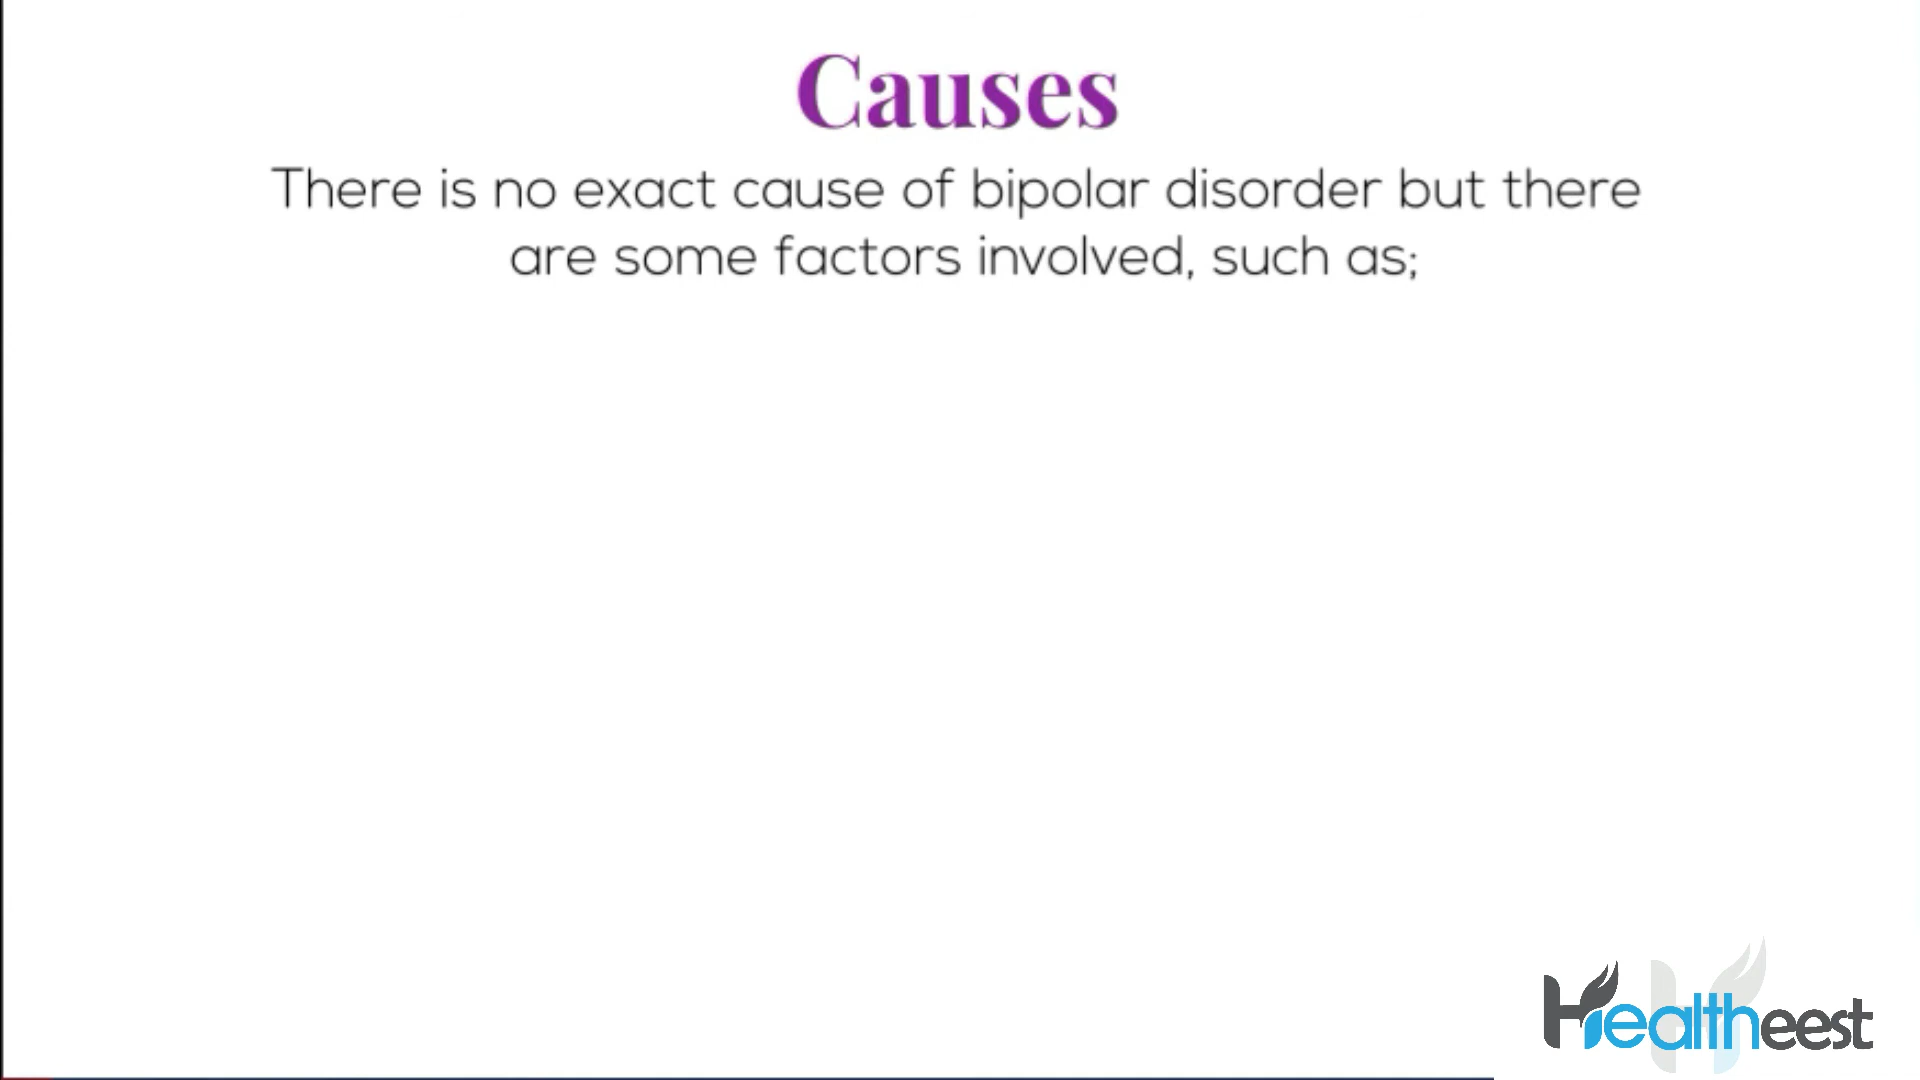 Causes
There is no exact cause of bipolar disorder but there
are some factors involved, such as;
Healtheest